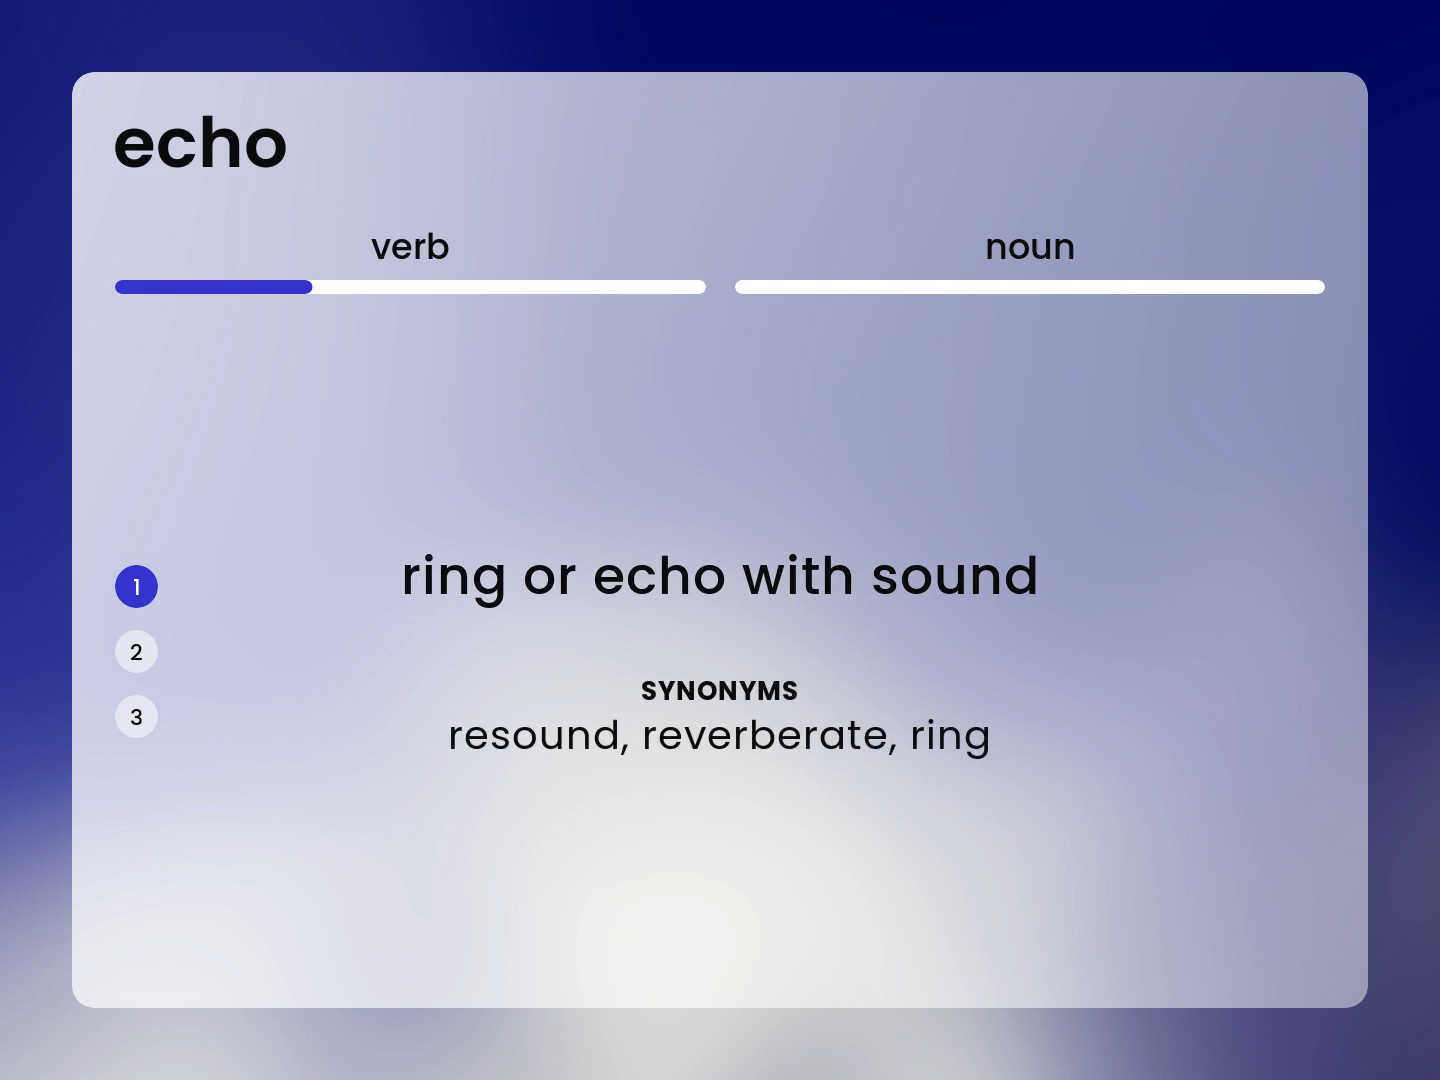 echo
verb
noun
ring or echo with sound
1
2
3
SYNONYMS
resound, reverberate, ring